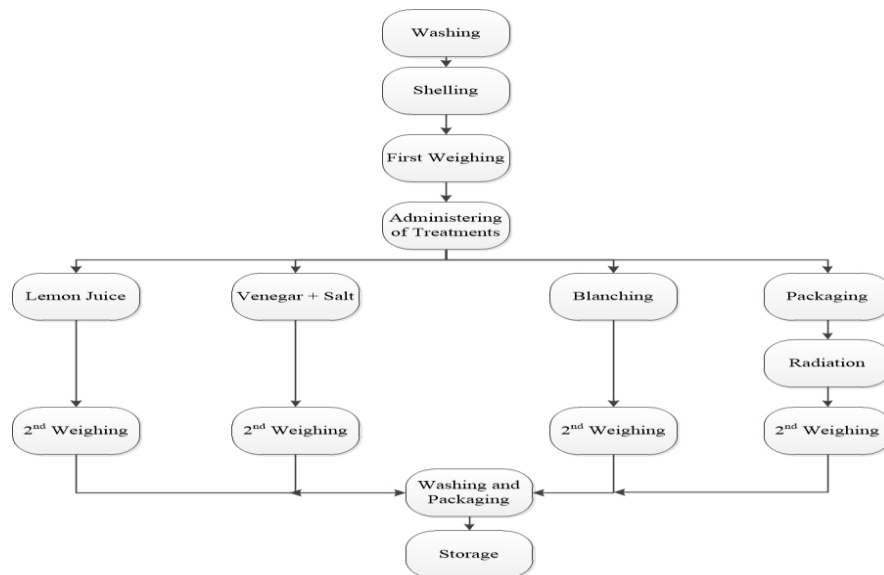 Washing
Shelling
First Weighing
Administering
of Treatments
Lemon Juice
Venegar + Salt
Blanching
Packaging
Radiation
2nd Weighing
2nd Weighing
2nd Weighing
2nd Weighing
Washing and
Packaging
Storage